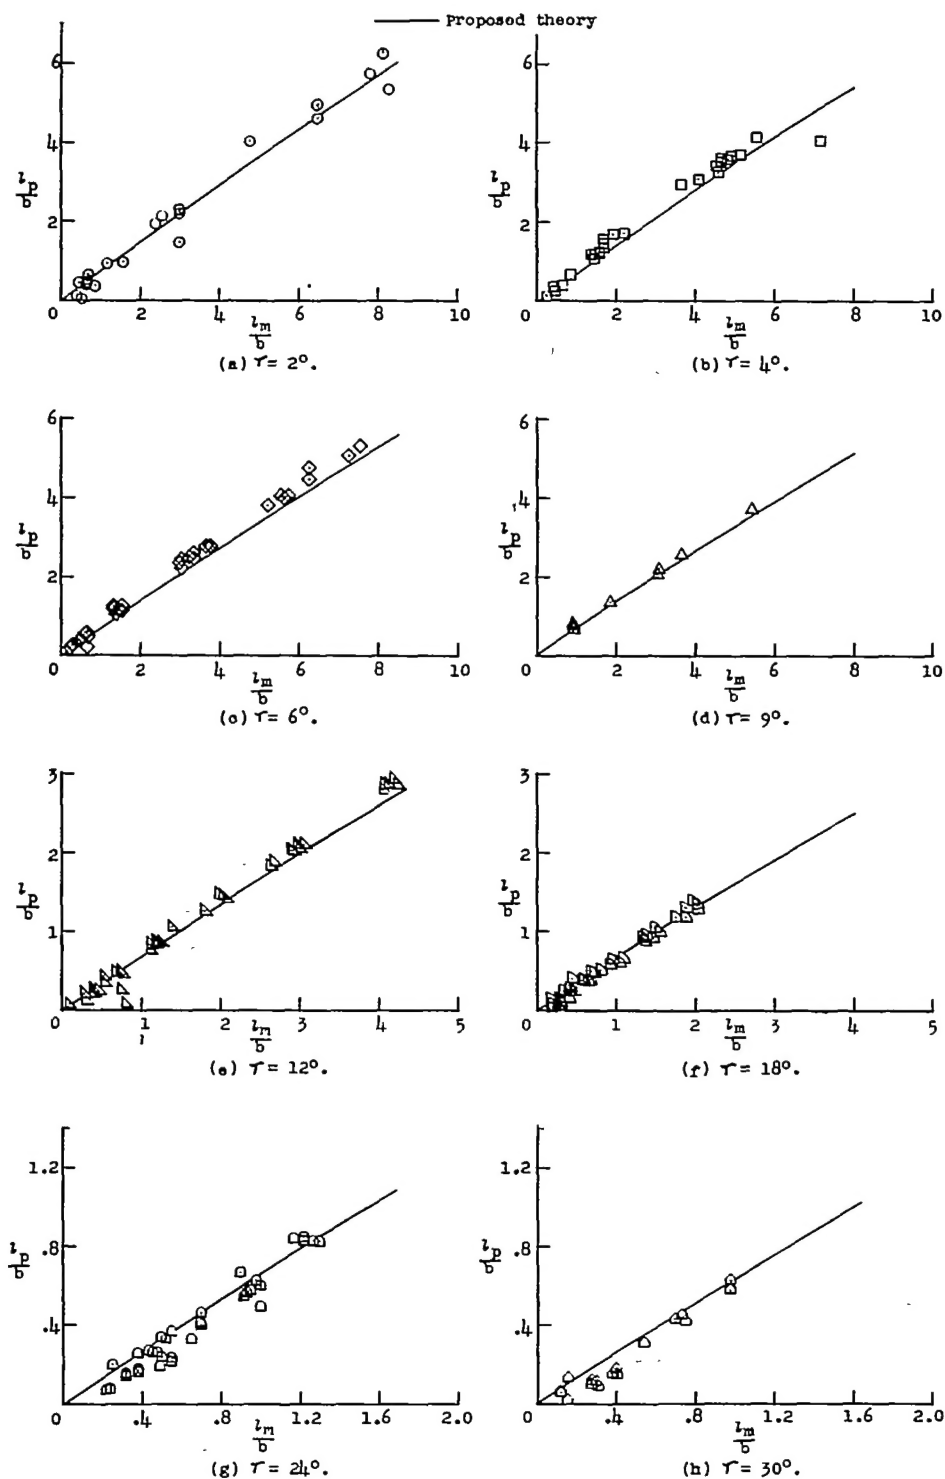 Proposed theory
6
4
2
0
l_p/b
2 4 6 8 10
l_m/b
(a) τ = 2°.
6
4
2
0
l_p/b
2 4 6 8 10
l_m/b
(b) τ = 4°.
6
4
2
0
l_p/b
2 4 6 8 10
l_m/b
(c) τ = 6°.
6
4
2
0
l_p/b
2 4 6 8 10
l_m/b
(d) τ = 9°.
3
2
1
0
l_p/b
1 2 3 4 5
l_m/b
(e) τ = 12°.
3
2
1
0
l_p/b
1 2 3 4 5
l_m/b
(f) τ = 18°.
1.2
.8
.4
0
l_p/b
.4 .8 1.2 1.6 2.0
l_m/b
(g) τ = 24°.
1.2
.8
.4
0
l_p/b
.4 .8 1.2 1.6 2.0
l_m/b
(h) τ = 30°.